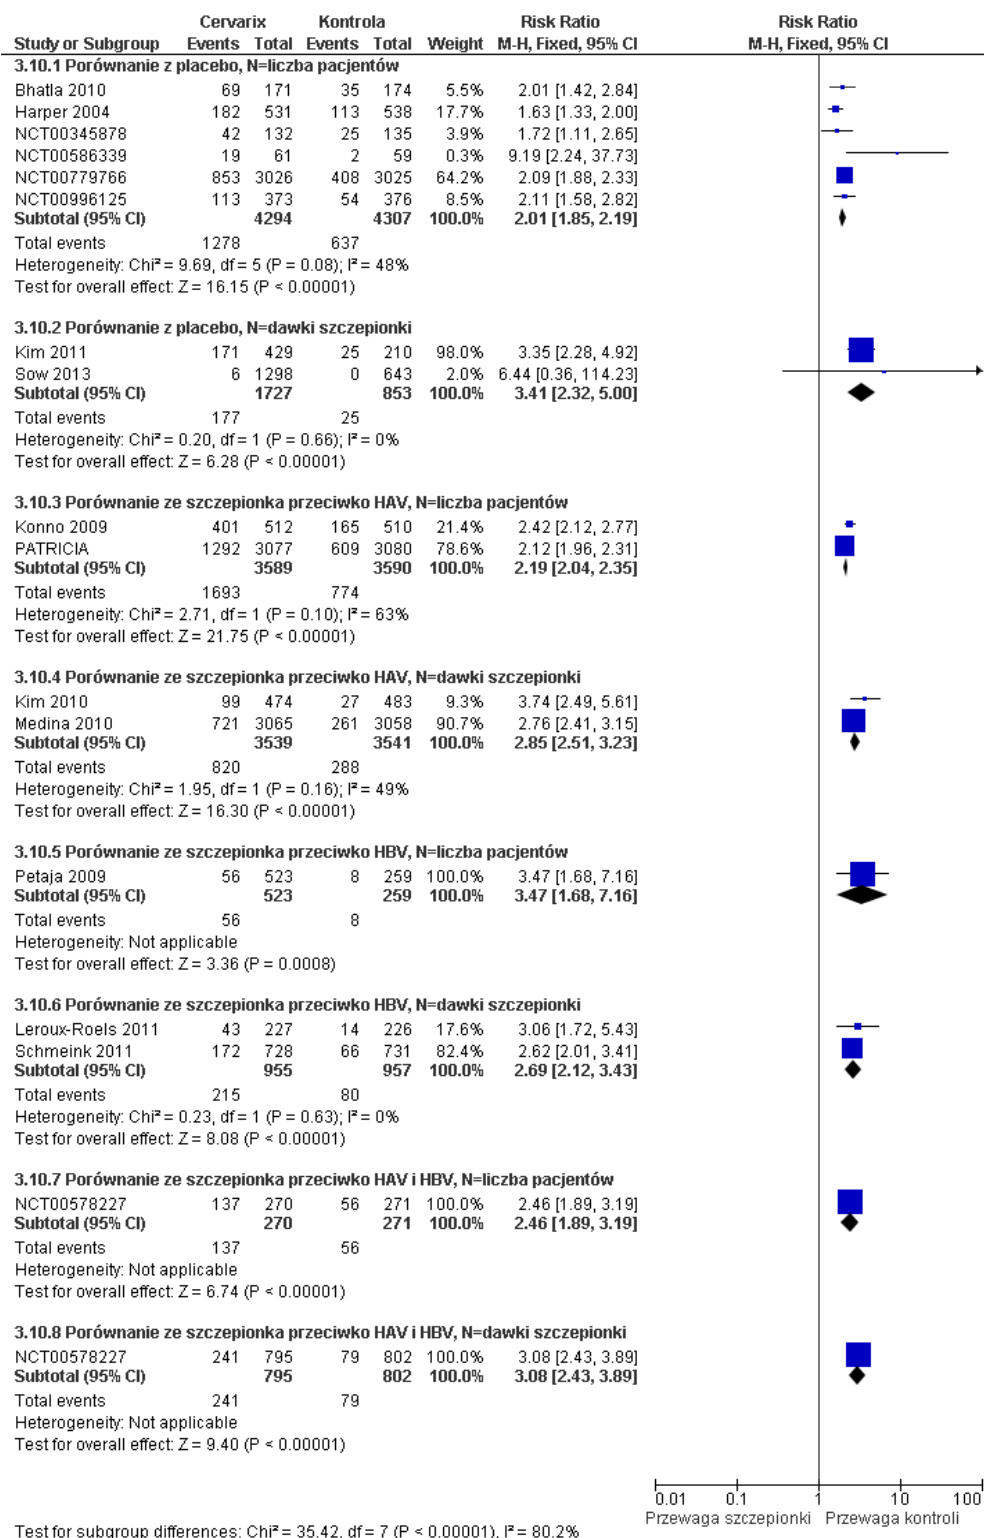 Cervarix Kontrola Risk Ratio Risk Ratio
Study or Subgroup Events Total Events Total Weight M-H, Fixed, 95% CI M-H, Fixed, 95% CI
3.10.1 Porównanie z placebo, N=liczba pacjentów
Bhatla 2010 69 171 35 174 5.5% 2.01 [1.42, 2.84]
Harper 2004 182 531 113 538 17.7% 1.63 [1.33, 2.00]
NCT00345878 42 132 25 135 3.9% 1.72 [1.11, 2.65]
NCT00586339 19 61 2 59 0.3% 9.19 [2.24, 37.73]
NCT00779766 853 3026 408 3025 64.2% 2.09 [1.88, 2.33]
NCT00996125 113 373 54 376 8.5% 2.11 [1.58, 2.82]
Subtotal (95% CI) 4294 4307 100.0% 2.01 [1.85, 2.19]
Total events 1278 637
Heterogeneity: Chi² = 9.69, df = 5 (P = 0.08); I² = 48%
Test for overall effect: Z = 16.15 (P < 0.00001)
3.10.2 Porównanie z placebo, N=dawki szczepionki
Kim 2011 171 429 25 210 98.0% 3.35 [2.28, 4.92]
Sow 2013 6 1298 0 643 2.0% 6.44 [0.36, 114.23]
Subtotal (95% CI) 1727 853 100.0% 3.41 [2.32, 5.00]
Total events 177 25
Heterogeneity: Chi² = 0.20, df = 1 (P = 0.66); I² = 0%
Test for overall effect: Z = 6.28 (P < 0.00001)
3.10.3 Porównanie ze szczepionka przeciwko HAV, N=liczba pacjentów
Konno 2009 401 512 165 510 21.4% 2.42 [2.12, 2.77]
PATRICIA 1292 3077 609 3080 78.6% 2.12 [1.96, 2.31]
Subtotal (95% CI) 3589 3590 100.0% 2.19 [2.04, 2.35]
Total events 1693 774
Heterogeneity: Chi² = 2.71, df = 1 (P = 0.10); I² = 63%
Test for overall effect: Z = 21.75 (P < 0.00001)
3.10.4 Porównanie ze szczepionka przeciwko HAV, N=dawki szczepionki
Kim 2010 99 474 27 483 9.3% 3.74 [2.49, 5.61]
Medina 2010 721 3065 261 3058 90.7% 2.76 [2.41, 3.15]
Subtotal (95% CI) 3539 3541 100.0% 2.85 [2.51, 3.23]
Total events 820 288
Heterogeneity: Chi² = 1.95, df = 1 (P = 0.16); I² = 49%
Test for overall effect: Z = 16.30 (P < 0.00001)
3.10.5 Porównanie ze szczepionka przeciwko HBV, N=liczba pacjentów
Petaja 2009 56 523 8 259 100.0% 3.47 [1.68, 7.16]
Subtotal (95% CI) 523 259 100.0% 3.47 [1.68, 7.16]
Total events 56 8
Heterogeneity: Not applicable
Test for overall effect: Z = 3.36 (P = 0.0008)
3.10.6 Porównanie ze szczepionka przeciwko HBV, N=dawki szczepionki
Leroux-Roels 2011 43 227 14 226 17.6% 3.06 [1.72, 5.43]
Schmeink 2011 172 728 66 731 82.4% 2.62 [2.01, 3.41]
Subtotal (95% CI) 955 957 100.0% 2.69 [2.12, 3.43]
Total events 215 80
Heterogeneity: Chi² = 0.23, df = 1 (P = 0.63); I² = 0%
Test for overall effect: Z = 8.08 (P < 0.00001)
3.10.7 Porównanie ze szczepionka przeciwko HAV i HBV, N=liczba pacjentów
NCT00578227 137 270 56 271 100.0% 2.46 [1.89, 3.19]
Subtotal (95% CI) 270 271 100.0% 2.46 [1.89, 3.19]
Total events 137 56
Heterogeneity: Not applicable
Test for overall effect: Z = 6.74 (P < 0.00001)
3.10.8 Porównanie ze szczepionka przeciwko HAV i HBV, N=dawki szczepionki
NCT00578227 241 795 79 802 100.0% 3.08 [2.43, 3.89]
Subtotal (95% CI) 795 802 100.0% 3.08 [2.43, 3.89]
Total events 241 79
Heterogeneity: Not applicable
Test for overall effect: Z = 9.40 (P < 0.00001)
0.01 0.1 1 10 100
Przewaga szczepionki Przewaga kontroli
Test for subgroup differences: Chi² = 35.42, df = 7 (P < 0.00001), I² = 80.2%